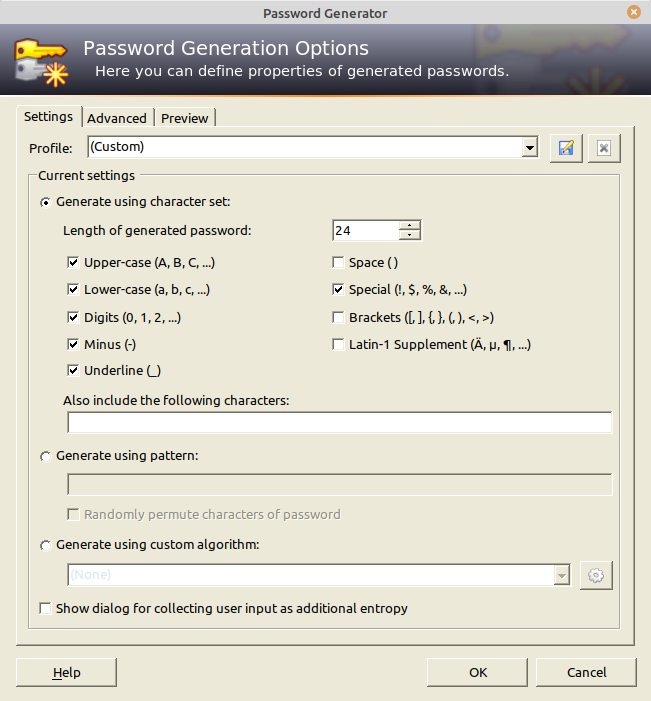 Password Generator
Password Generation Options
Here you can define properties of generated passwords.
Settings Advanced Preview
Profile: (Custom)
Current settings
Generate using character set:
Length of generated password: 24
Upper-case (A, B, C, ...) Space ( )
Lower-case (a, b, c, ...) Special (!, $, %, &, ...)
Digits (0, 1, 2, ...) Brackets ([, ], {, }, (, ), <, >)
Minus (-) Latin-1 Supplement (Ä, µ, ¶, ...)
Underline (_)
Also include the following characters:
Generate using pattern:
Randomly permute characters of password
Generate using custom algorithm:
(None)
Show dialog for collecting user input as additional entropy
Help OK Cancel